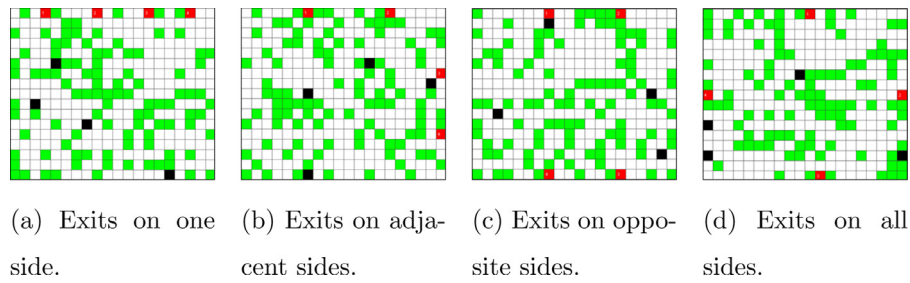 (a) Exits on one
side.
(b) Exits on adja-
cent sides.
(c) Exits on oppo-
site sides.
(d) Exits on all
sides.